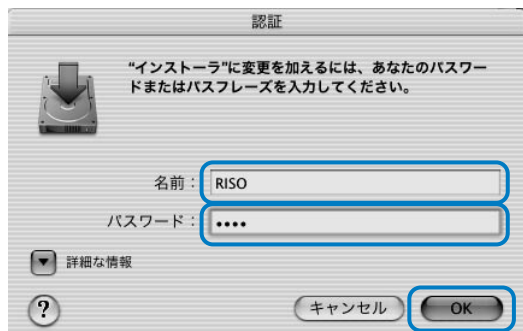 認証
“インストーラ”に変更を加えるには、あなたのパスワー
ドまたはパスフレーズを入力してください。
名前：RISO
パスワード：••••
詳細な情報
?
キャンセル OK